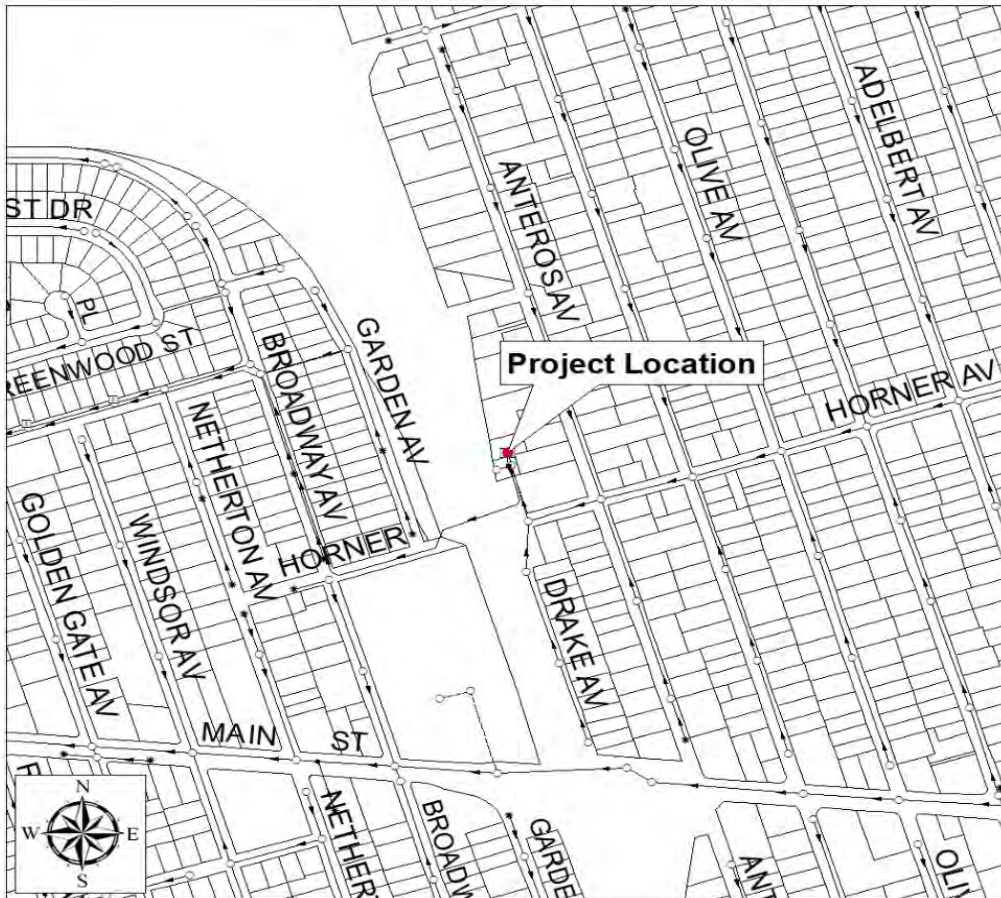 ADELBERT AV
OLIVE AV
ANTEROS AV
ST DR
PL
REENWOOD ST
GARDEN AV
BROADWAY AV
Project Location
HORNER AV
NETHERTON AV
WINDSOR AV
GOLDEN GATE AV
HORNER
DRAKE AV
MAIN ST
N
W E
S
NETHER
BROADW
GARDE
ANT
OLIV